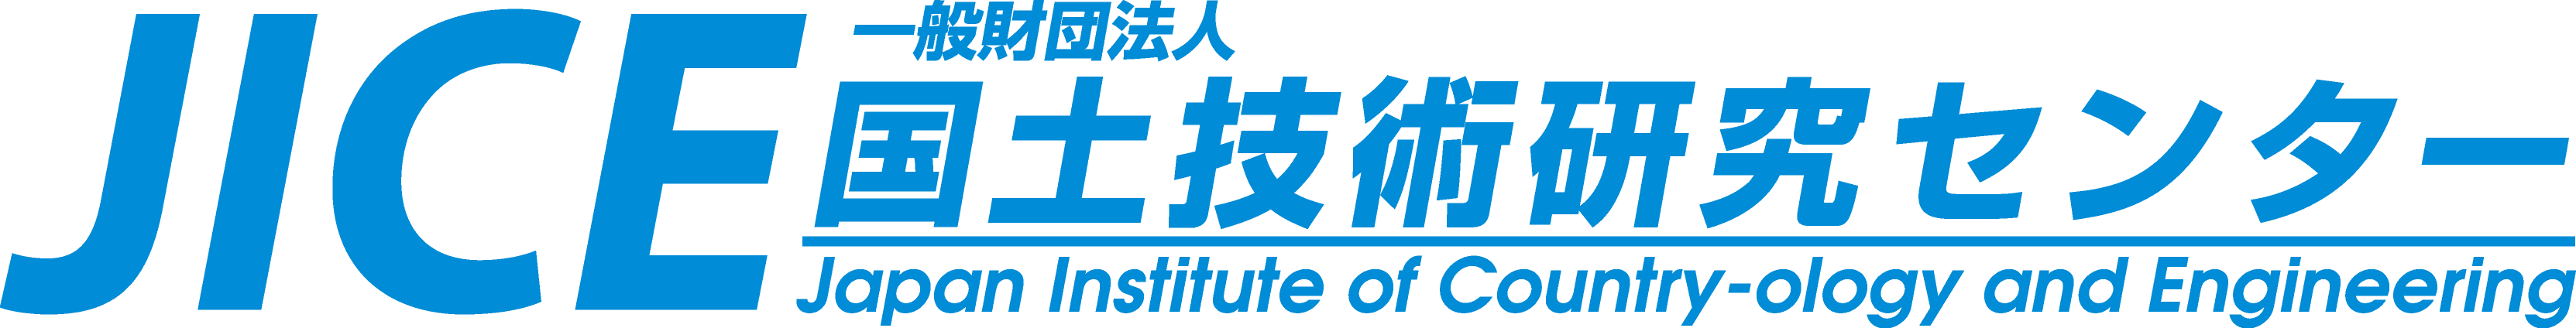 JICE
一般財団法人
国土技術研究センター
Japan Institute of Country-ology and Engineering